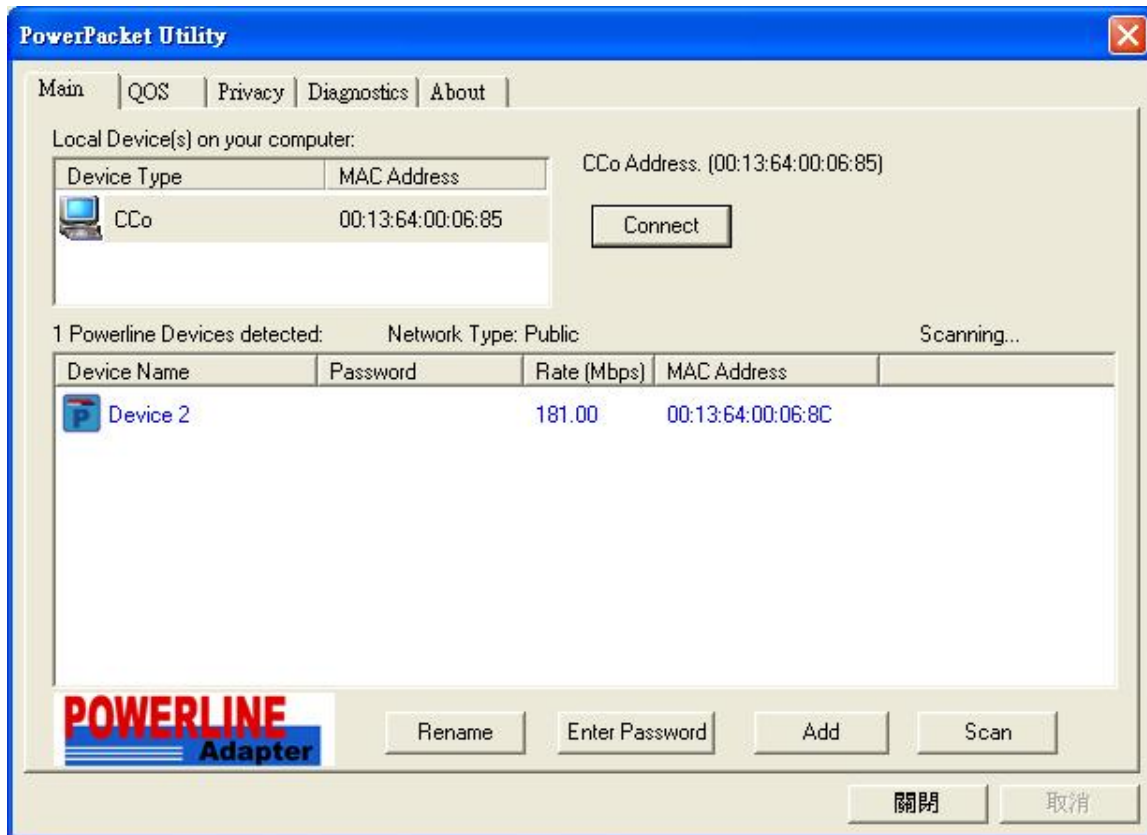 PowerPacket Utility
Main QOS Privacy Diagnostics About
Local Device(s) on your computer:
Device Type MAC Address
CCo 00:13:64:00:06:85
CCo Address. (00:13:64:00:06:85)
Connect
1 Powerline Devices detected: Network Type: Public Scanning...
Device Name Password Rate (Mbps) MAC Address
P Device 2 181.00 00:13:64:00:06:8C
POWERLINE
Adapter
Rename Enter Password Add Scan
關閉 取消